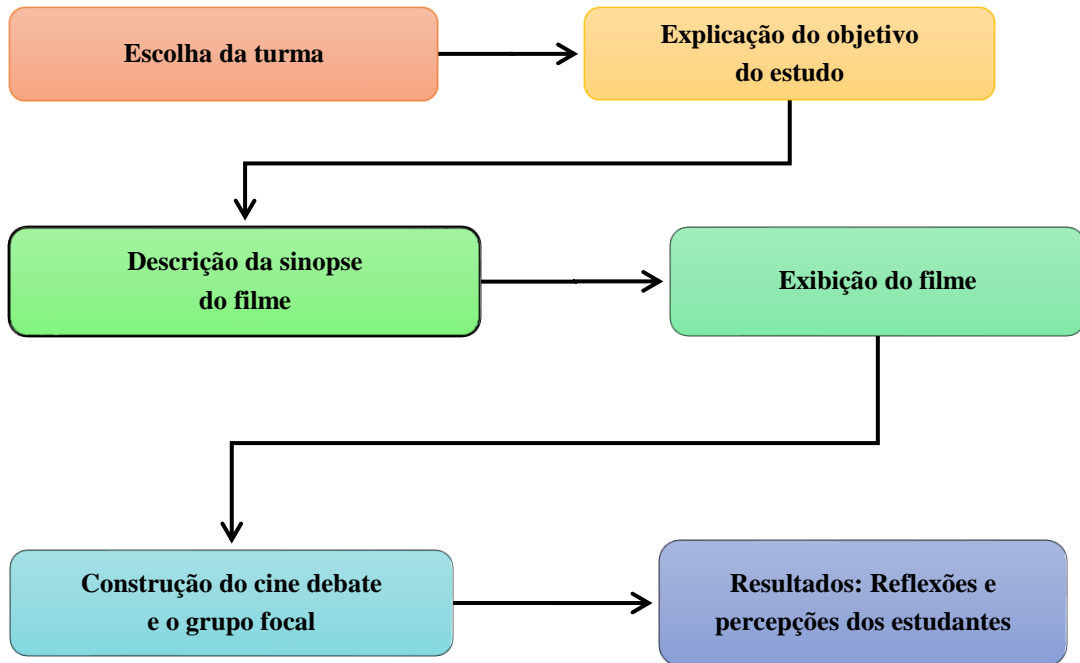 Escolha da turma
Explicação do objetivo
do estudo
Descrição da sinopse
do filme
Exibição do filme
Construção do cine debate
e o grupo focal
Resultados: Reflexões e
percepções dos estudantes